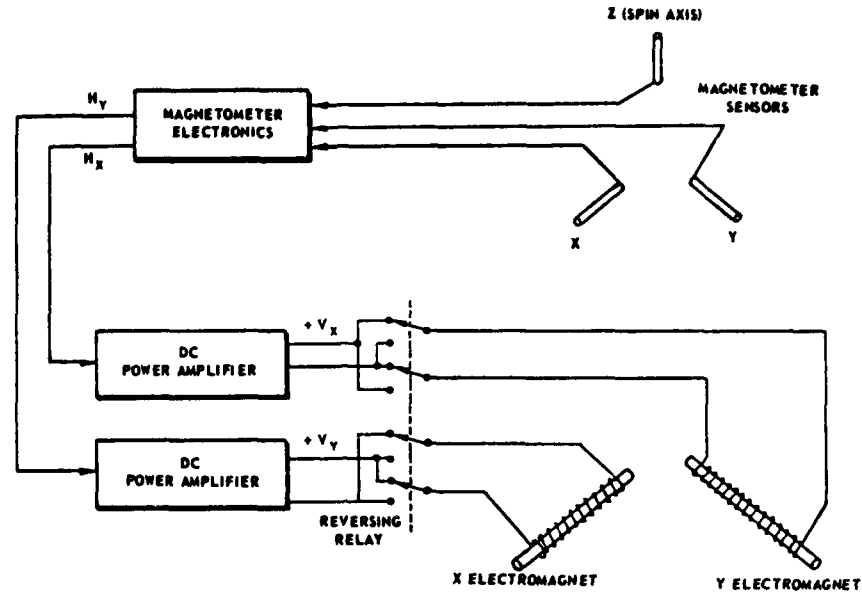 Z (SPIN AXIS)
MAGNETOMETER
SENSORS
H_Y
MAGNETOMETER
ELECTRONICS
H_X
X
Y
+ V_X
DC
POWER AMPLIFIER
+ V_Y
DC
POWER AMPLIFIER
REVERSING
RELAY
X ELECTROMAGNET
Y ELECTROMAGNET